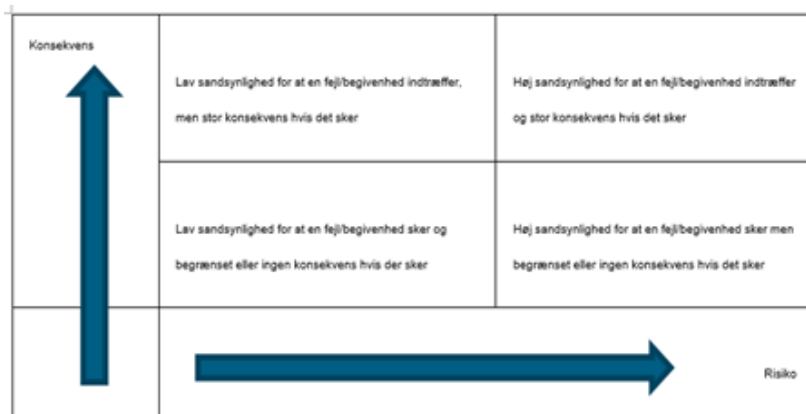 Konsekvens
Lav sandsynlighed for at en fejl/begivenhed indtræffer,
men stor konsekvens hvis det sker
Høj sandsynlighed for at en fejl/begivenhed indtræffer
og stor konsekvens hvis det sker
Lav sandsynlighed for at en fejl/begivenhed sker og
begrænset eller ingen konsekvens hvis der sker
Høj sandsynlighed for at en fejl/begivenhed sker men
begrænset eller ingen konsekvens hvis det sker
Risiko